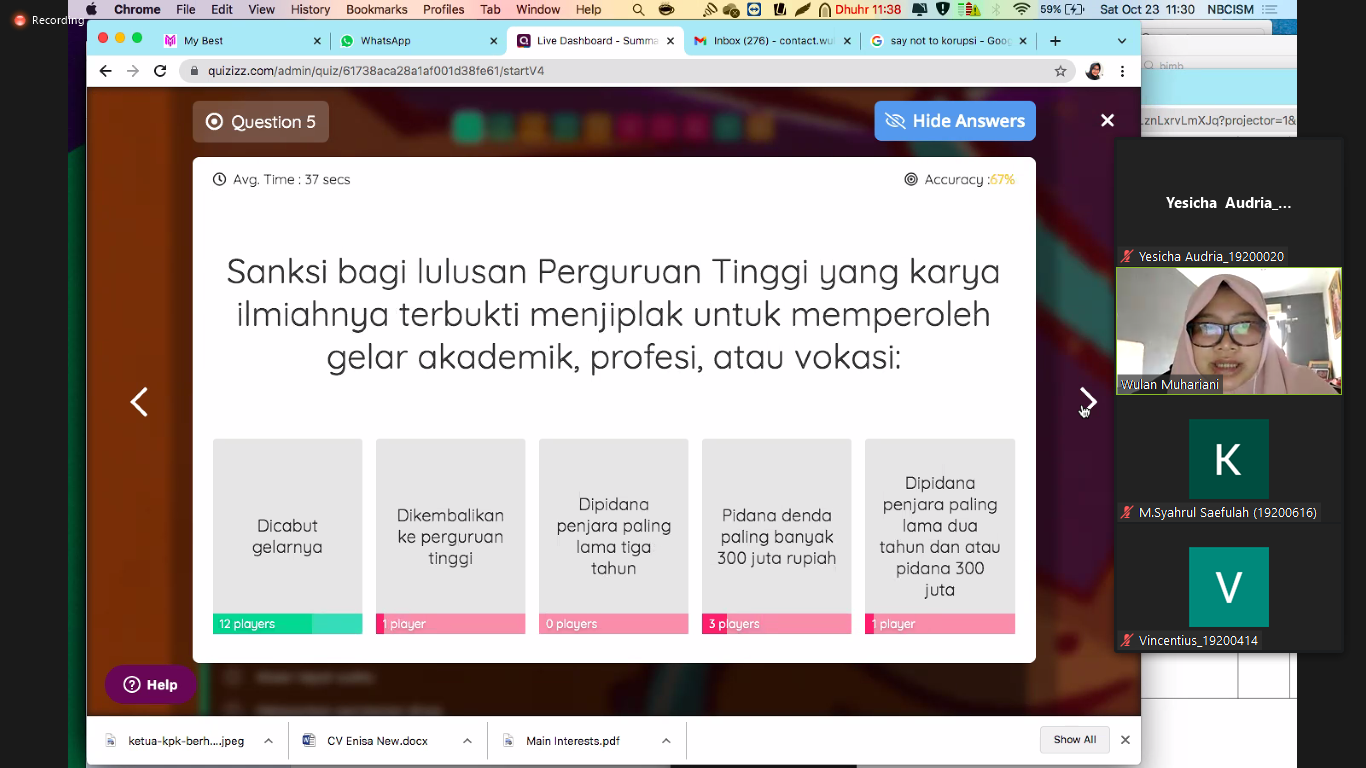 Recording
Chrome File Edit View History Bookmarks Profiles Tab Window Help
Dhuhr 11:38 59% Sat Oct 23 11:30 NBCISM
My Best
WhatsApp
Live Dashboard - Summa
Inbox (276) - contact.wul
say not to korupsi - Goog
quizizz.com/admin/quiz/61738aca28a1af001d38fe61/startV4
himb
.znLxrvLmXJq?projector=1&
Question 5
Hide Answers
Avg. Time : 37 secs
Accuracy :67%
Sanksi bagi lulusan Perguruan Tinggi yang karya
ilmiahnya terbukti menjiplak untuk memperoleh
gelar akademik, profesi, atau vokasi:
Dicabut
gelarnya
12 players
Dikembalikan
ke perguruan
tinggi
1 player
Dipidana
penjara paling
lama tiga
tahun
0 players
Pidana denda
paling banyak
300 juta rupiah
3 players
Dipidana
penjara paling
lama dua
tahun dan atau
pidana 300
juta
1 player
Help
Yesicha Audria_...
Yesicha Audria_19200020
Wulan Muhariani
K
M.Syahrul Saefulah (19200616)
V
Vincentius_19200414
ketua-kpk-berh....jpeg
CV Enisa New.docx
Main Interests.pdf
Show All